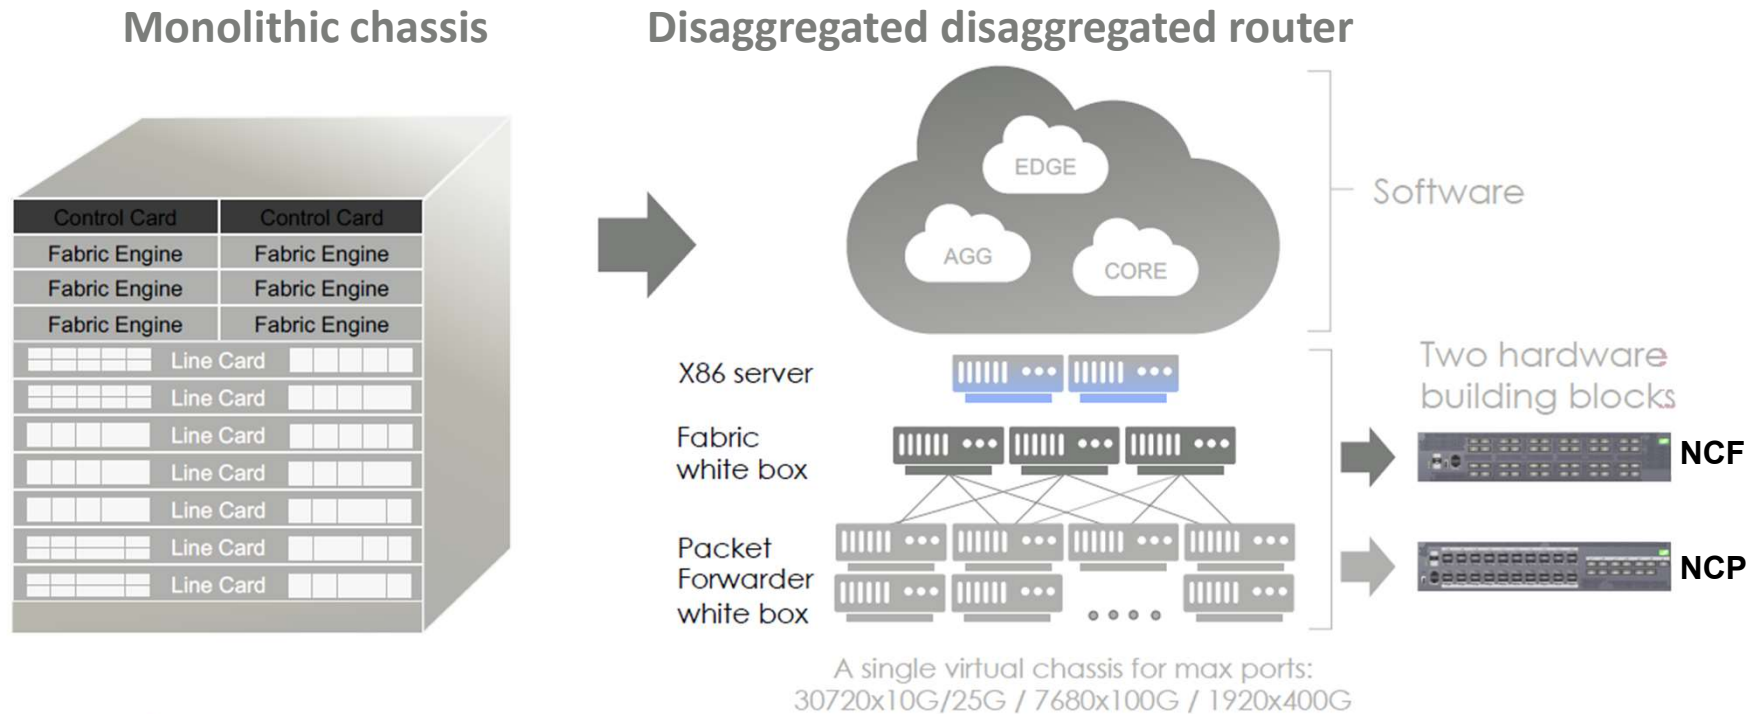 Monolithic chassis
Disaggregated disaggregated router
Control Card Control Card
Fabric Engine Fabric Engine
Fabric Engine Fabric Engine
Fabric Engine Fabric Engine
Line Card
Line Card
Line Card
Line Card
Line Card
Line Card
Line Card
EDGE
AGG
CORE
Software
X86 server
Fabric
white box
Packet
Forwarder
white box
Two hardware
building blocks
NCF
NCP
A single virtual chassis for max ports:
30720x10G/25G / 7680x100G / 1920x400G